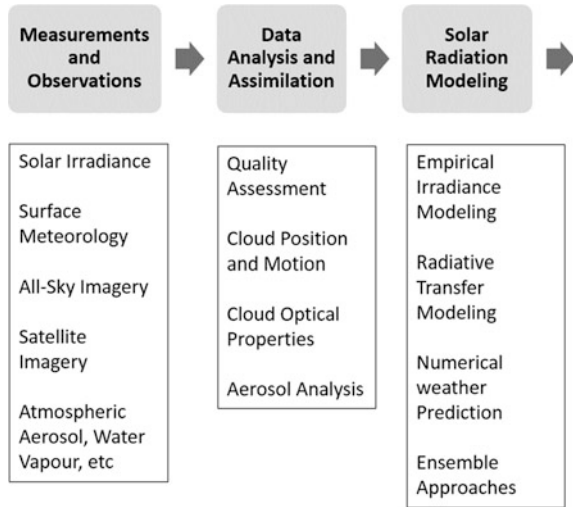 Measurements
and
Observations
Data
Analysis and
Assimilation
Solar
Radiation
Modeling
Solar Irradiance
Surface
Meteorology
All-Sky Imagery
Satellite
Imagery
Atmospheric
Aerosol, Water
Vapour, etc
Quality
Assessment
Cloud Position
and Motion
Cloud Optical
Properties
Aerosol Analysis
Empirical
Irradiance
Modeling
Radiative
Transfer
Modeling
Numerical
weather
Prediction
Ensemble
Approaches